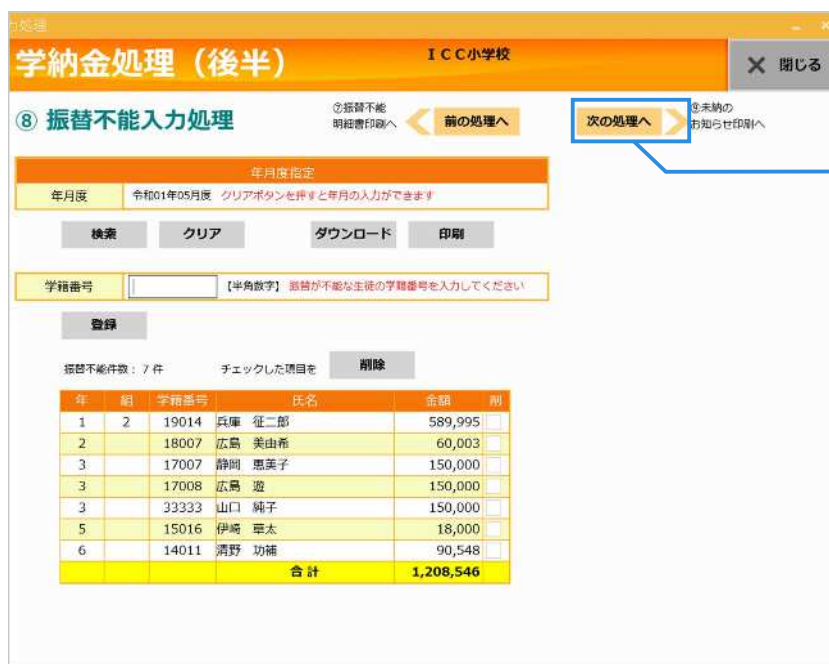 学納金処理（後半）
ＩＣＣ小学校
閉じる
⑧ 振替不能入力処理
⑦振替不能
明細書印刷へ
前の処理へ
次の処理へ
⑨未納の
お知らせ印刷へ
年月度指定
年月度 令和01年05月度 クリアボタンを押すと年月の入力ができます
検索 クリア ダウンロード 印刷
学籍番号 【半角数字】 振替が不能な生徒の学籍番号を入力してください
登録
振替不能件数：7 件 チェックした項目を 削除
年 組 学籍番号 氏名 金額 削
1 2 19014 兵庫 征二郎 589,995
2 18007 広島 美由希 60,003
3 17007 静岡 恵美子 150,000
3 17008 広島 遊 150,000
3 33333 山口 純子 150,000
5 15016 伊崎 草太 18,000
6 14011 清野 功補 90,548
合計 1,208,546